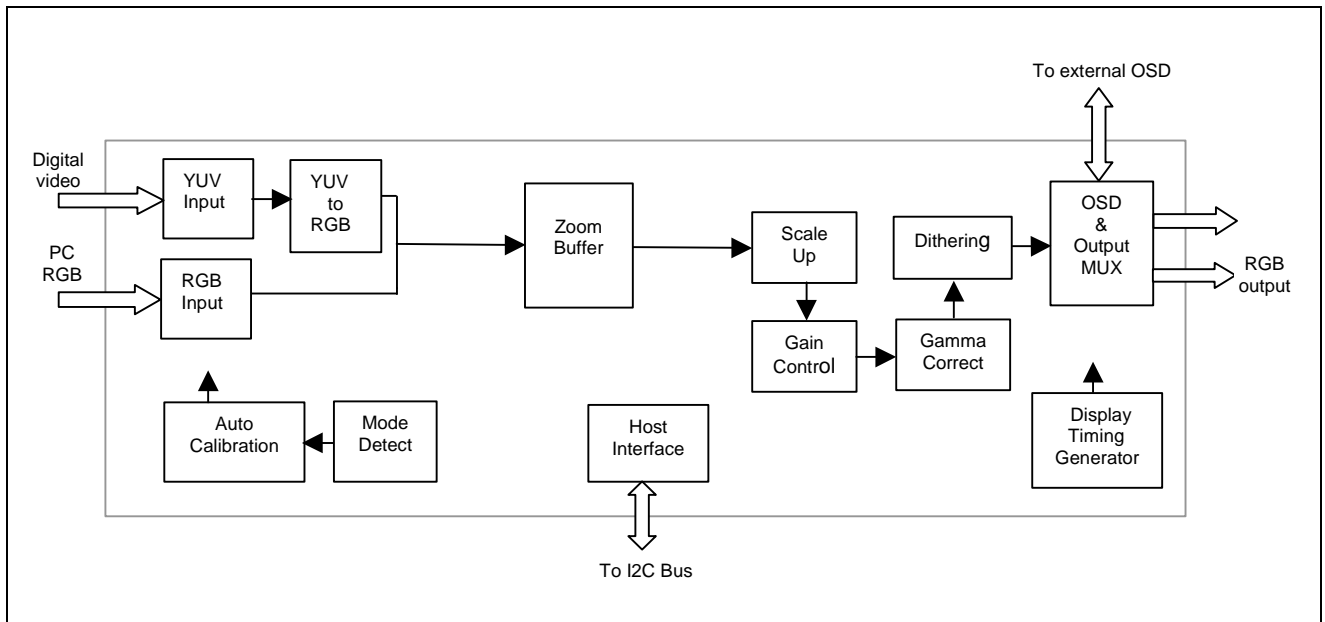 To external OSD
Digital
video
YUV
Input
YUV
to
RGB
PC
RGB
RGB
Input
Zoom
Buffer
Scale
Up
Dithering
OSD
&
Output
MUX
RGB
output
Gain
Control
Gamma
Correct
Auto
Calibration
Mode
Detect
Host
Interface
Display
Timing
Generator
To I2C Bus